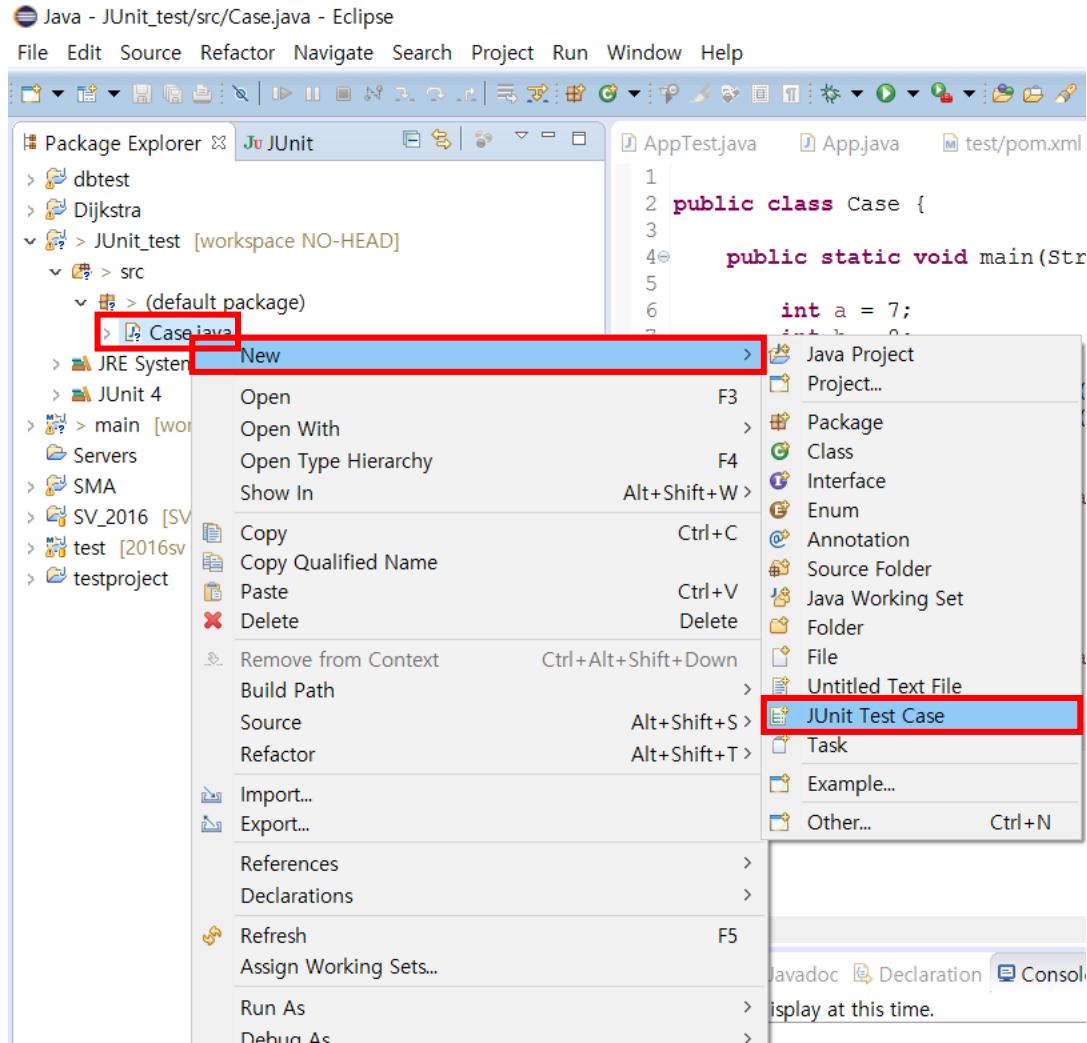 Java - JUnit_test/src/Case.java - Eclipse
File Edit Source Refactor Navigate Search Project Run Window Help
Package Explorer JUnit
AppTest.java App.java test/pom.xml
dbtest
Dijkstra
> JUnit_test [workspace NO-HEAD]
> src
> (default package)
Case.java
JRE System
JUnit 4
> main
Servers
SMA
SV_2016 [SV
test [2016sv
testproject
1
2 public class Case {
3
4 public static void main(Str
5
6 int a = 7;
New
Open F3
Open With
Open Type Hierarchy F4
Show In Alt+Shift+W >
Copy Ctrl+C
Copy Qualified Name
Paste Ctrl+V
Delete Delete
Remove from Context Ctrl+Alt+Shift+Down
Build Path
Source Alt+Shift+S >
Refactor Alt+Shift+T >
Import...
Export...
References
Declarations
Refresh F5
Assign Working Sets...
Run As
Debug As
Java Project
Project...
Package
Class
Interface
Enum
Annotation
Source Folder
Java Working Set
Folder
File
Untitled Text File
JUnit Test Case
Task
Example...
Other... Ctrl+N
Javadoc Declaration Consol
isplay at this time.